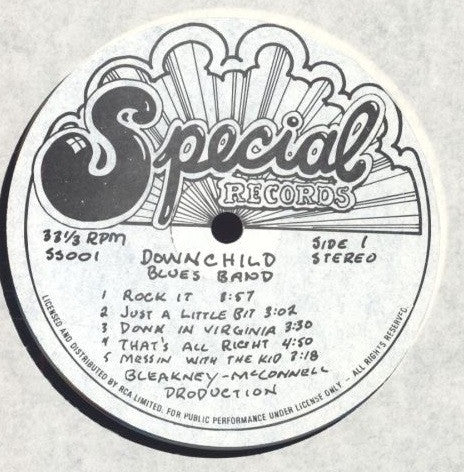 Special
RECORDS
33 1/3 RPM
SS001
DOWNCHILD
BLUES BAND
SIDE 1
STEREO
1 ROCK IT 8:57
2 JUST A LITTLE BIT 3:02
3 DOWN IN VIRGINIA 3:30
4 THAT'S ALL RIGHT 4:50
5 MESSIN WITH THE KID 2:18
BLEAKNEY-MCCONNELL
PRODUCTION
LICENSED AND DISTRIBUTED BY RCA LIMITED. FOR PUBLIC PERFORMANCE UNDER LICENSE ONLY - ALL RIGHTS RESERVED